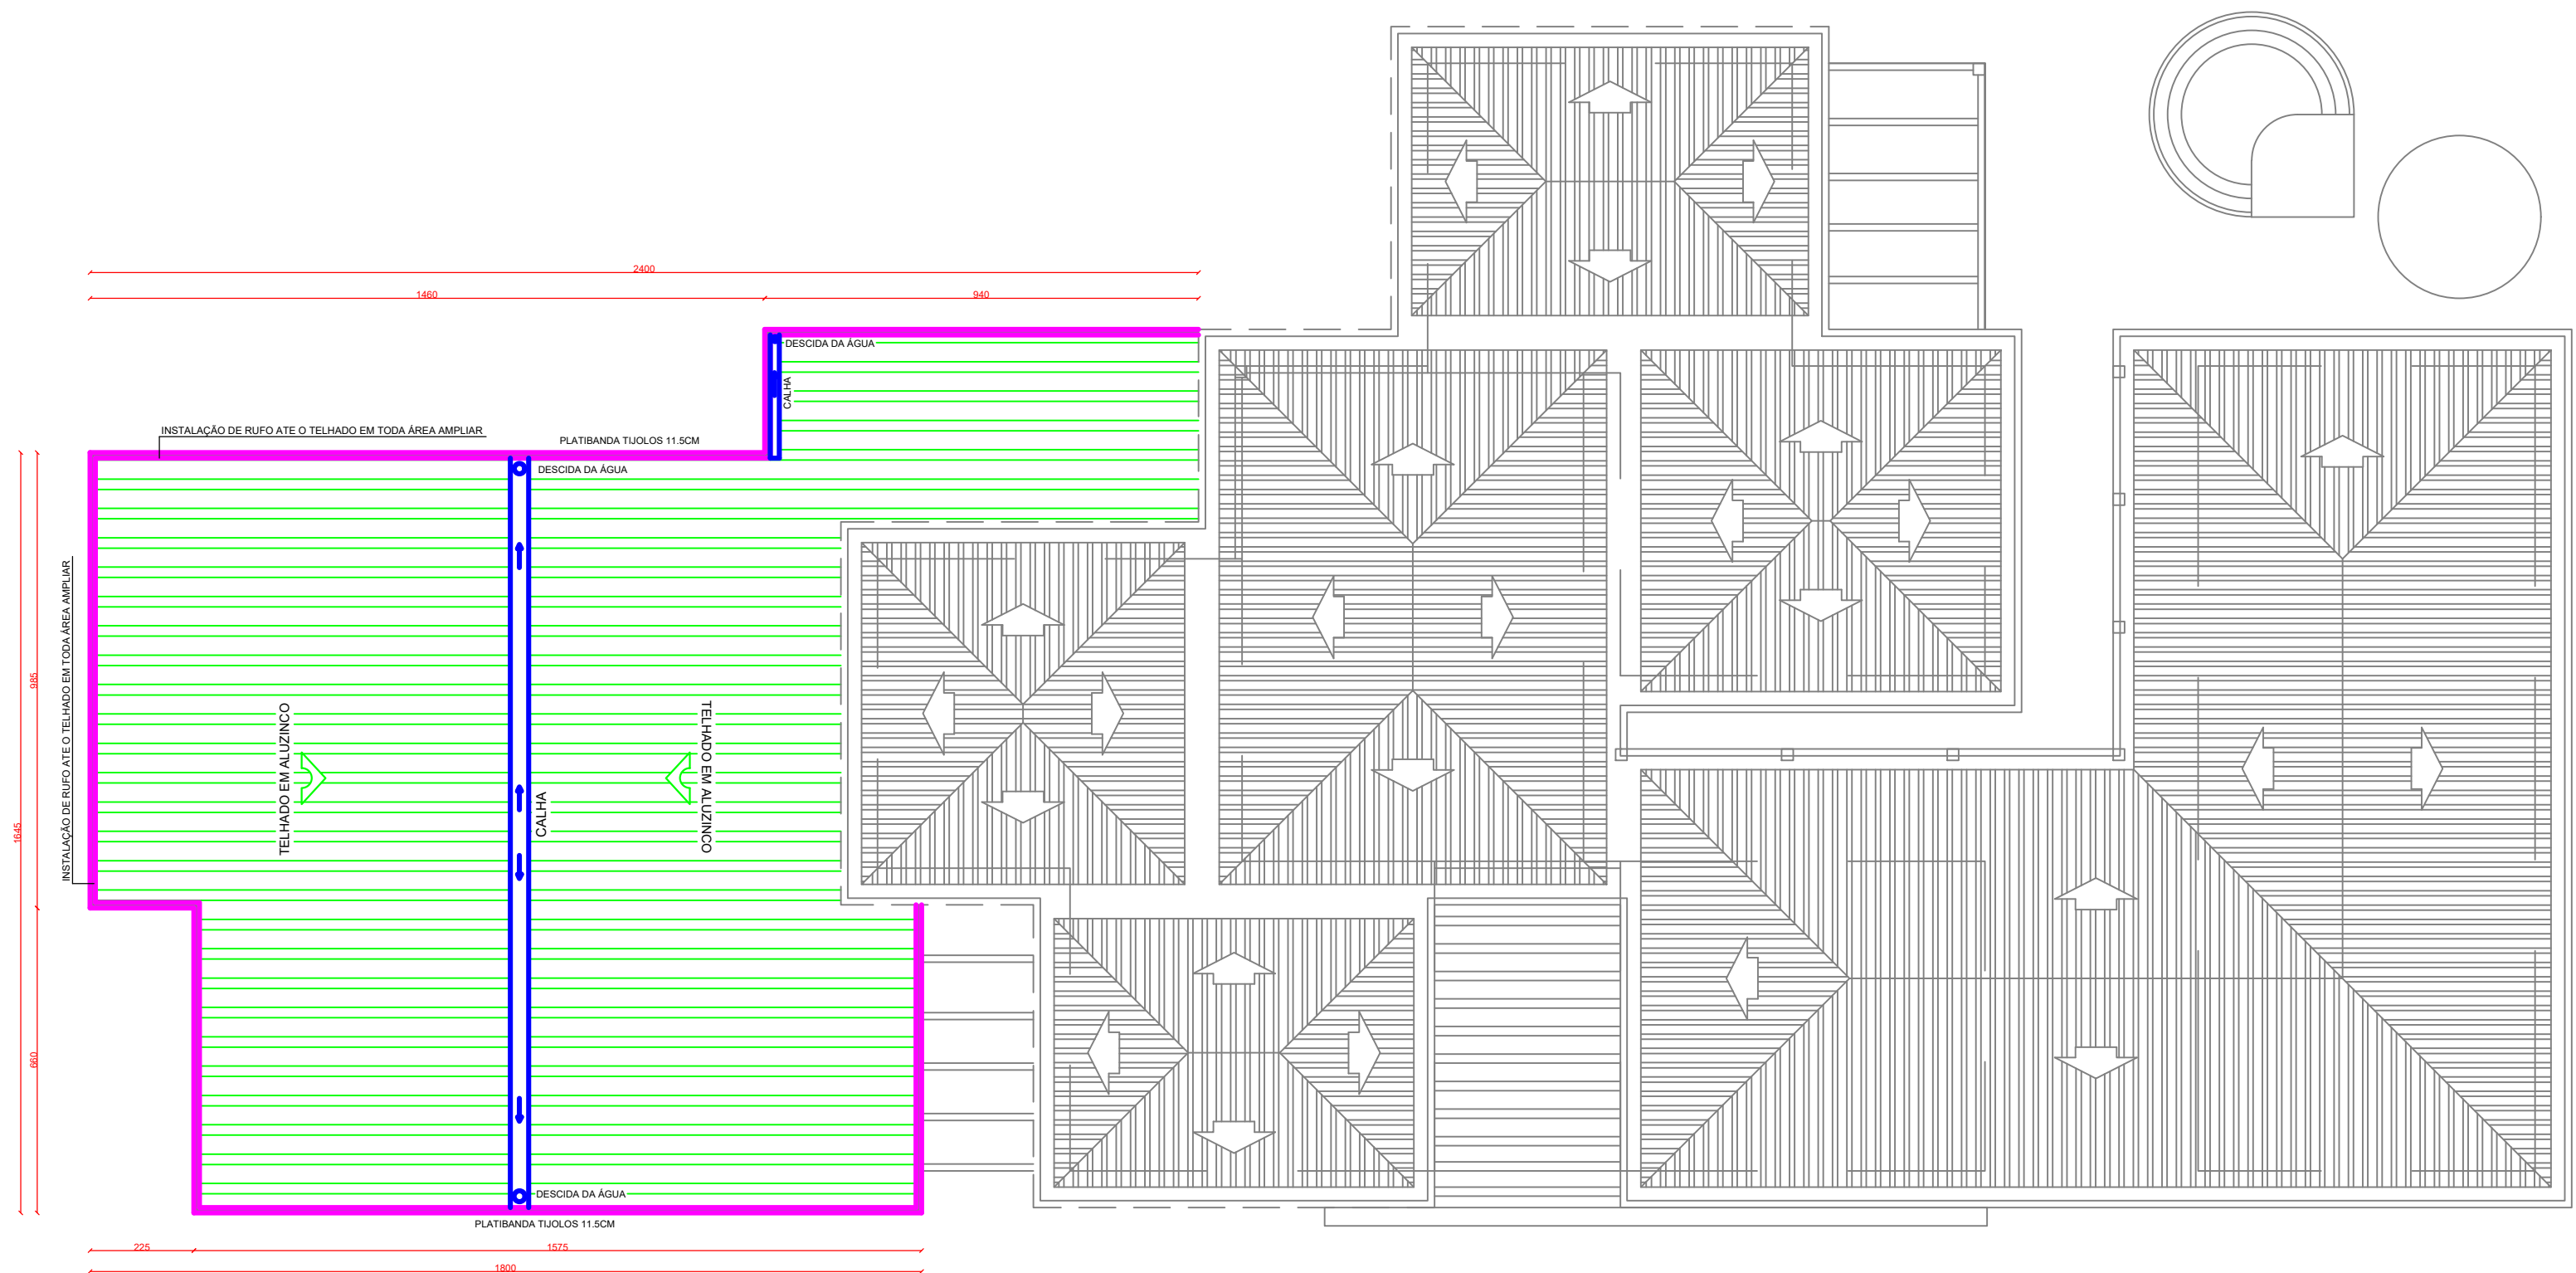 2400
1460
940
DESCIDA DA ÁGUA
CALHA
INSTALAÇÃO DE RUFO ATE O TELHADO EM TODA ÁREA AMPLIAR
PLATIBANDA TIJOLOS 11.5CM
DESCIDA DA ÁGUA
INSTALAÇÃO DE RUFO ATE O TELHADO EM TODA ÁREA AMPLIAR
985
1645
660
TELHADO EM ALUZINCO
TELHADO EM ALUZINCO
CALHA
DESCIDA DA ÁGUA
PLATIBANDA TIJOLOS 11.5CM
225
1575
1800